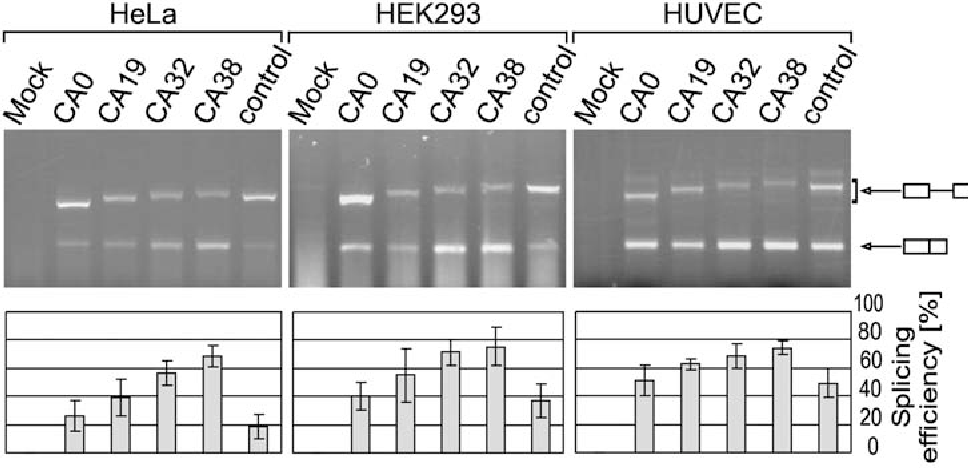 HeLa HEK293 HUVEC
Mock CA0 CA19 CA32 CA38 control Mock CA0 CA19 CA32 CA38 control Mock CA0 CA19 CA32 CA38 control
100
80
60
40
20
0
Splicing
efficiency [%]